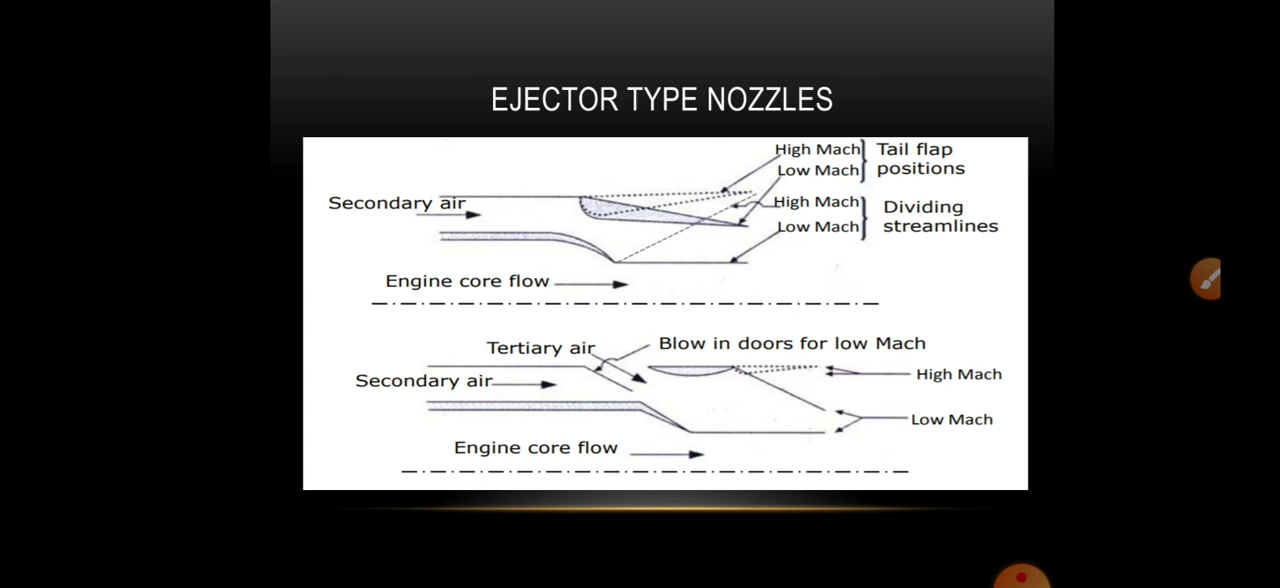 EJECTOR TYPE NOZZLES
High Mach
Low Mach
Tail flap
positions
Secondary air
High Mach
Low Mach
Dividing
streamlines
Engine core flow
Tertiary air
Blow in doors for low Mach
Secondary air
High Mach
Low Mach
Engine core flow